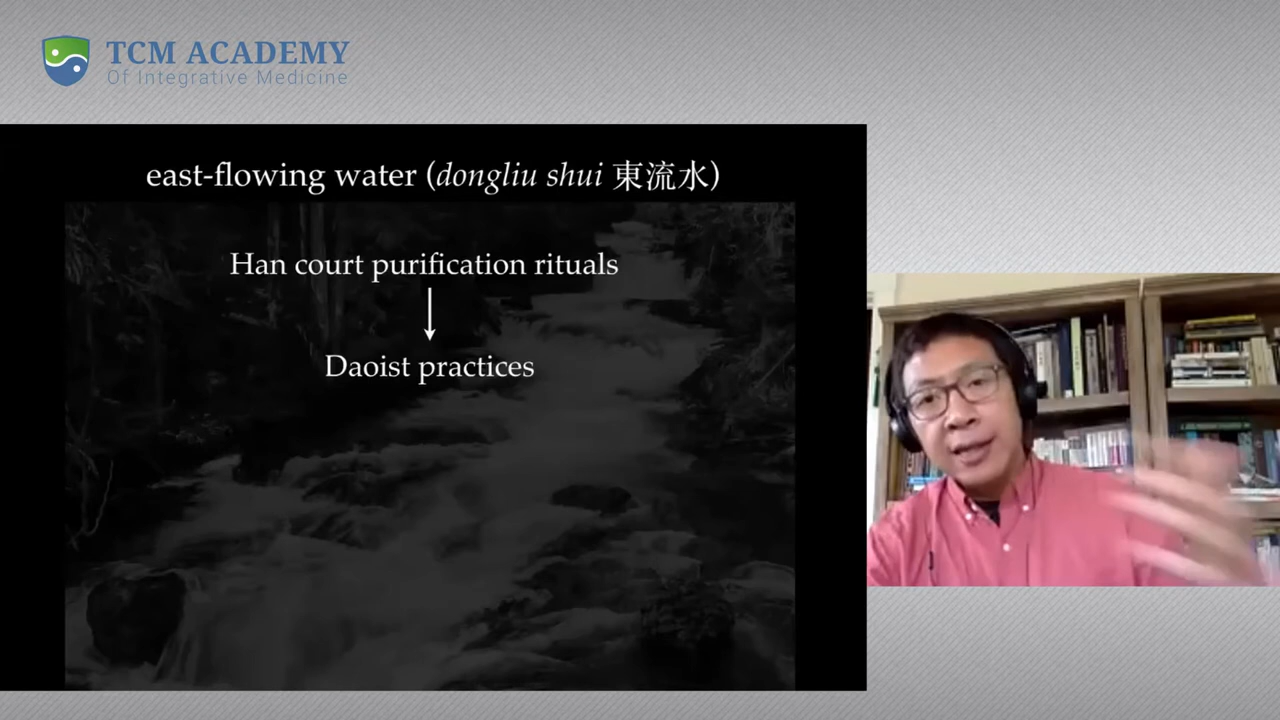 TCM ACADEMY
Of Integrative Medicine
east-flowing water (dongliu shui 東流水)
Han court purification rituals
Daoist practices